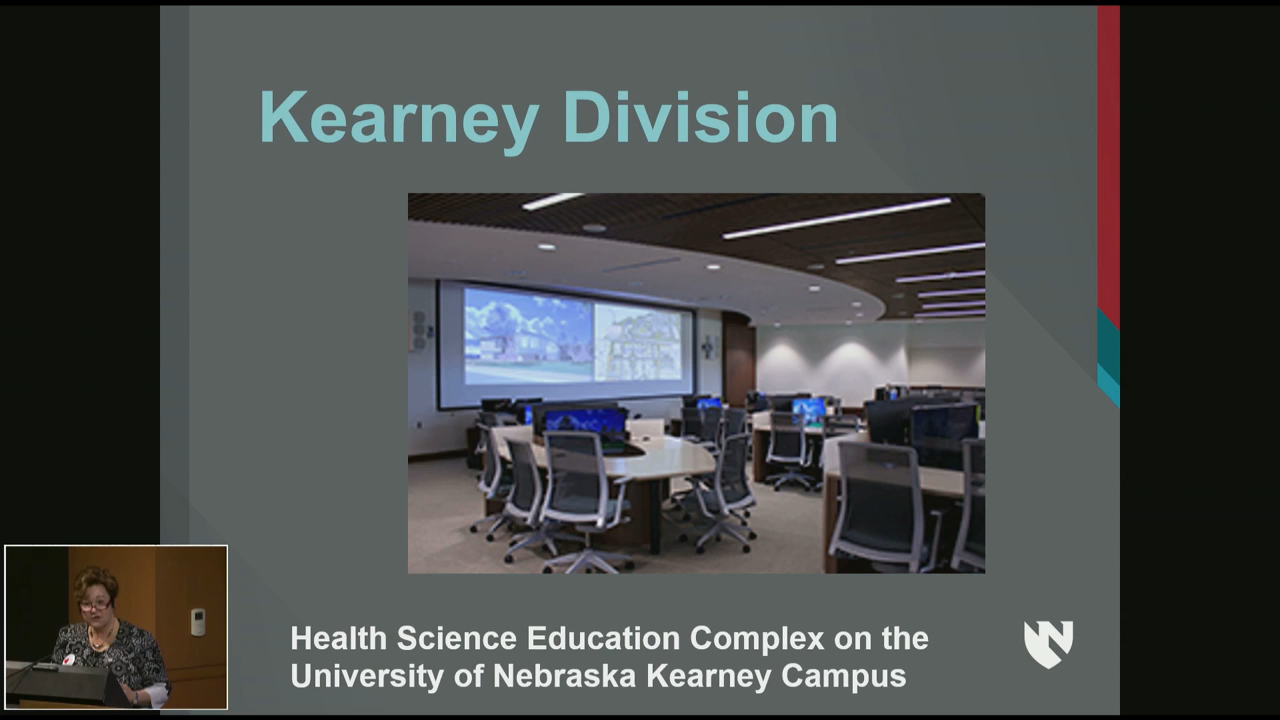 Kearney Division
Health Science Education Complex on the
University of Nebraska Kearney Campus